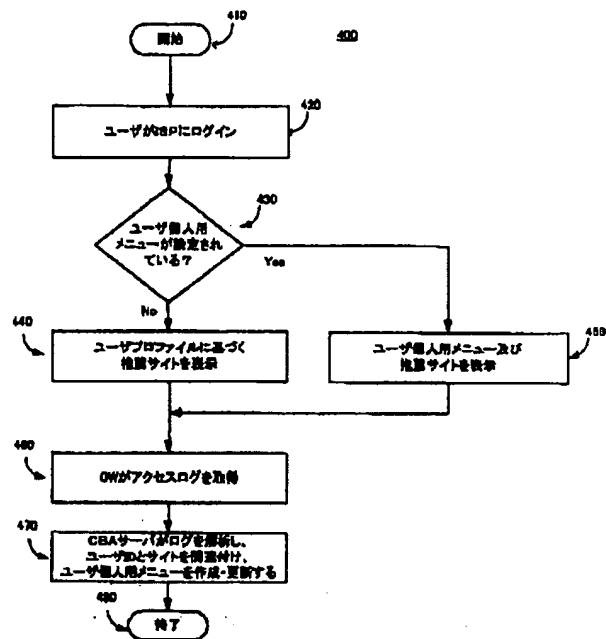 410
開始
400
420
ユーザがISPにログイン
430
ユーザ個人用
メニューが設定され
ている?
Yes
No
440
ユーザプロファイルに基づく
推薦サイトを表示
450
ユーザ個人用メニュー及び
推薦サイトを表示
460
GWがアクセスログを取得
470
CBAサーバがログを解析し、
ユーザIDとサイトを関連付け、
ユーザ個人用メニューを作成・更新する
480
終了